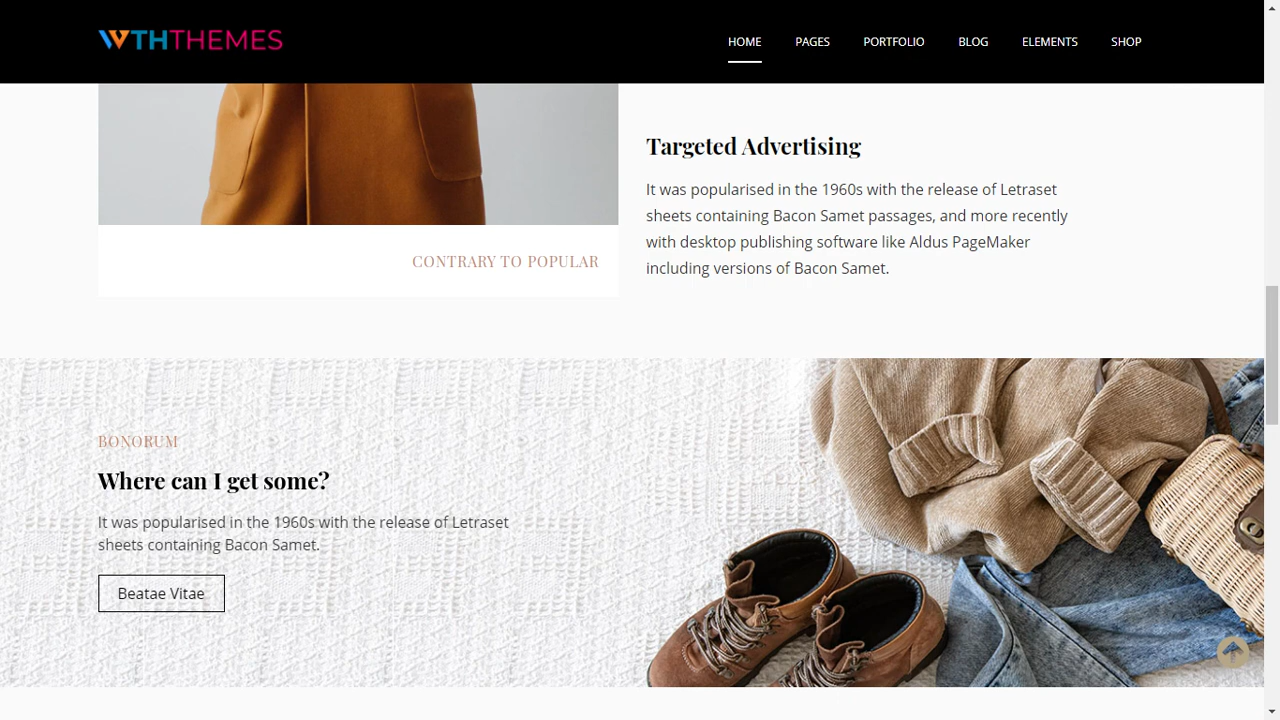 WTHTHEMES
HOME PAGES PORTFOLIO BLOG ELEMENTS SHOP
CONTRARY TO POPULAR
Targeted Advertising
It was popularised in the 1960s with the release of Letraset
sheets containing Bacon Samet passages, and more recently
with desktop publishing software like Aldus PageMaker
including versions of Bacon Samet.
BONORUM
Where can I get some?
It was popularised in the 1960s with the release of Letraset
sheets containing Bacon Samet.
Beatae Vitae